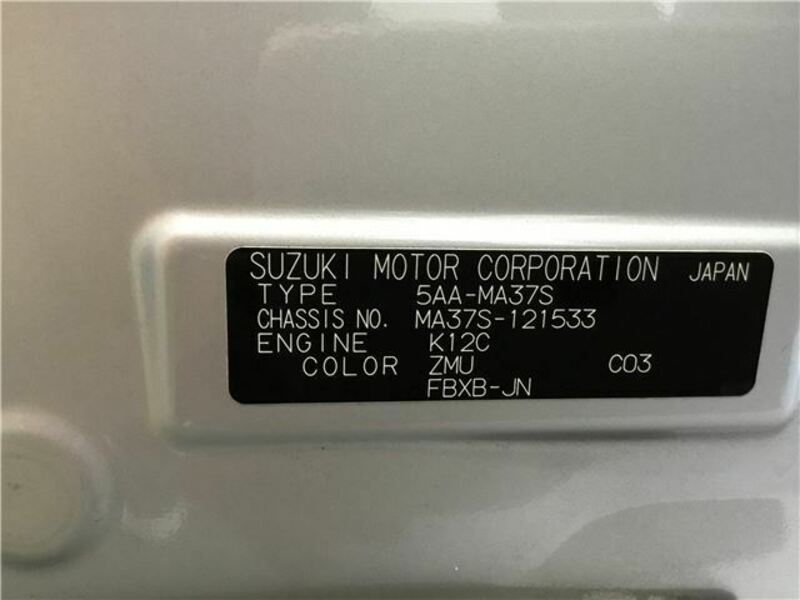 SUZUKI MOTOR CORPORATION JAPAN
TYPE 5AA-MA37S
CHASSIS NO. MA37S-121533
ENGINE K12C
COLOR ZMU C03
FBXB-JN